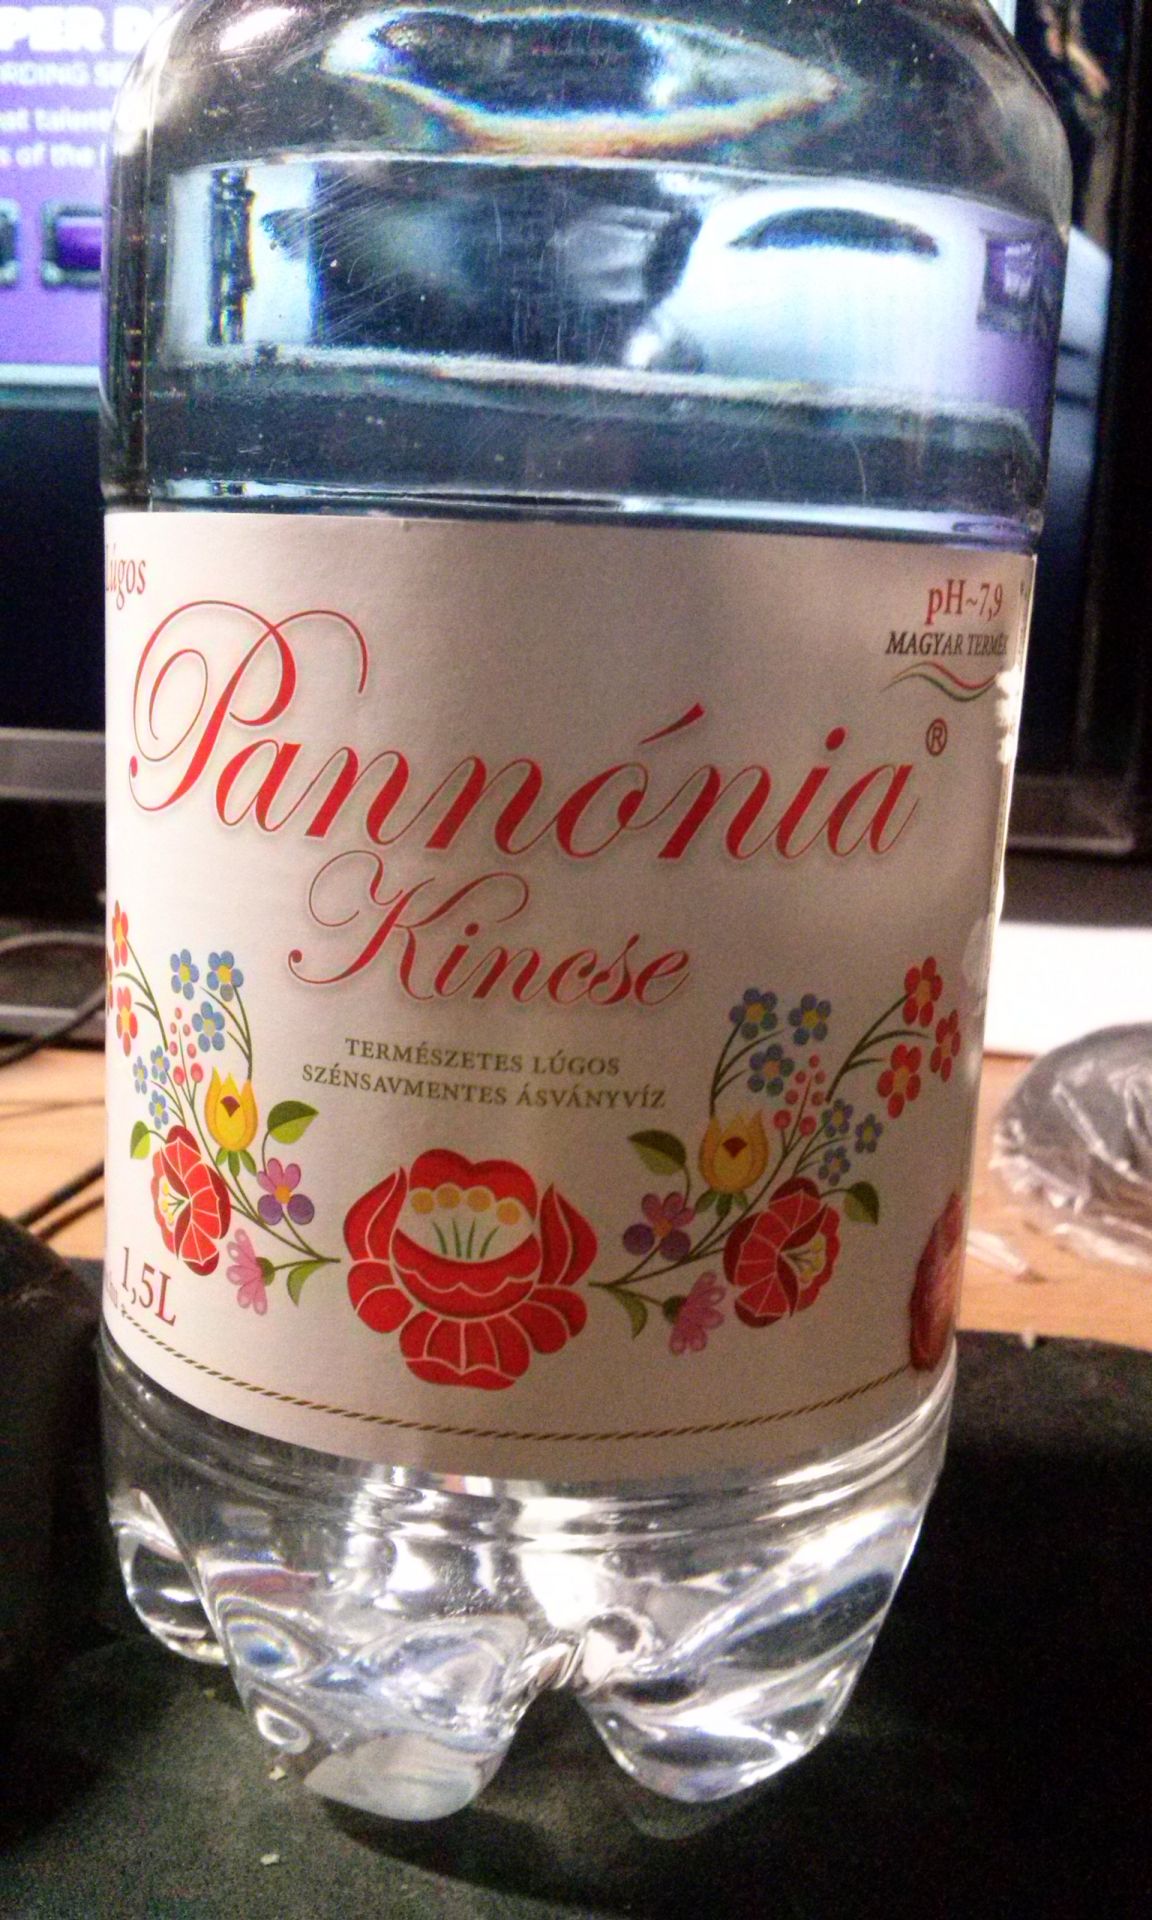 Lúgos
pH~7,9
MAGYAR TERMÉK
Pannónia®
Kincse
TERMÉSZETES LÚGOS
SZÉNSAVMENTES ÁSVÁNYVÍZ
1,5L